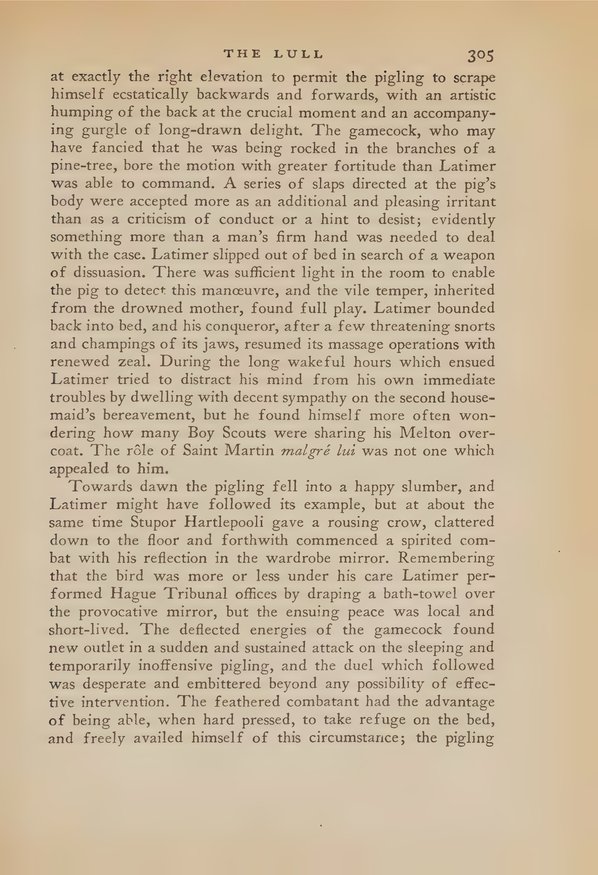 THE LULL 305
at exactly the right elevation to permit the pigling to scrape
himself ecstatically backwards and forwards, with an artistic
humping of the back at the crucial moment and an accompany-
ing gurgle of long-drawn delight. The gamecock, who may
have fancied that he was being rocked in the branches of a
pine-tree, bore the motion with greater fortitude than Latimer
was able to command. A series of slaps directed at the pig's
body were accepted more as an additional and pleasing irritant
than as a criticism of conduct or a hint to desist; evidently
something more than a man's firm hand was needed to deal
with the case. Latimer slipped out of bed in search of a weapon
of dissuasion. There was sufficient light in the room to enable
the pig to detect this manœuvre, and the vile temper, inherited
from the drowned mother, found full play. Latimer bounded
back into bed, and his conqueror, after a few threatening snorts
and champings of its jaws, resumed its massage operations with
renewed zeal. During the long wakeful hours which ensued
Latimer tried to distract his mind from his own immediate
troubles by dwelling with decent sympathy on the second house-
maid's bereavement, but he found himself more often won-
dering how many Boy Scouts were sharing his Melton over-
coat. The rôle of Saint Martin malgré lui was not one which
appealed to him.
Towards dawn the pigling fell into a happy slumber, and
Latimer might have followed its example, but at about the
same time Stupor Hartlepooli gave a rousing crow, clattered
down to the floor and forthwith commenced a spirited com-
bat with his reflection in the wardrobe mirror. Remembering
that the bird was more or less under his care Latimer per-
formed Hague Tribunal offices by draping a bath-towel over
the provocative mirror, but the ensuing peace was local and
short-lived. The deflected energies of the gamecock found
new outlet in a sudden and sustained attack on the sleeping and
temporarily inoffensive pigling, and the duel which followed
was desperate and embittered beyond any possibility of effec-
tive intervention. The feathered combatant had the advantage
of being able, when hard pressed, to take refuge on the bed,
and freely availed himself of this circumstance; the pigling